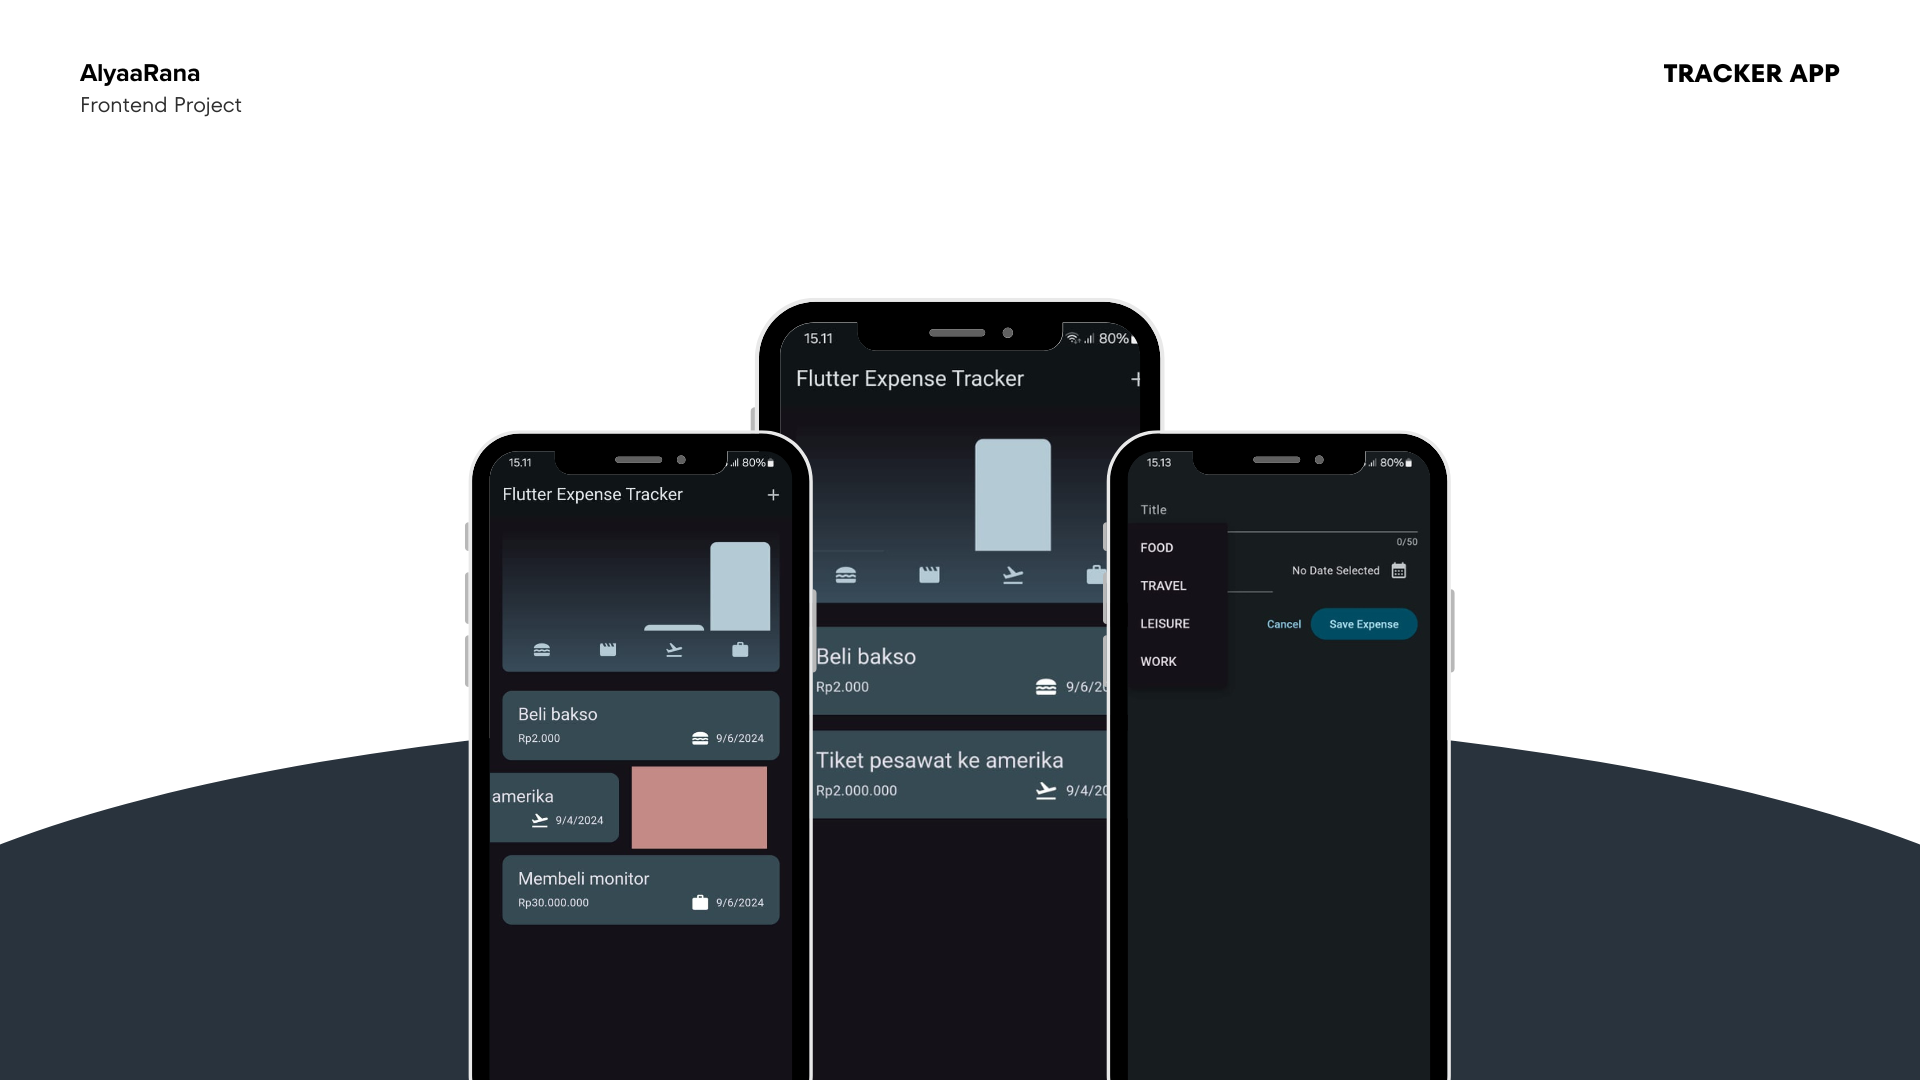 AlyaaRana
Frontend Project
TRACKER APP
15.11
80%
Flutter Expense Tracker
+
Beli bakso
Rp2.000
9/6/20
Tiket pesawat ke amerika
Rp2.000.000
9/4/20
15.11
80%
Flutter Expense Tracker
+
Beli bakso
Rp2.000
9/6/2024
amerika
9/4/2024
Membeli monitor
Rp30.000.000
9/6/2024
15.13
80%
Title
0/50
FOOD
No Date Selected
TRAVEL
LEISURE
Cancel
Save Expense
WORK